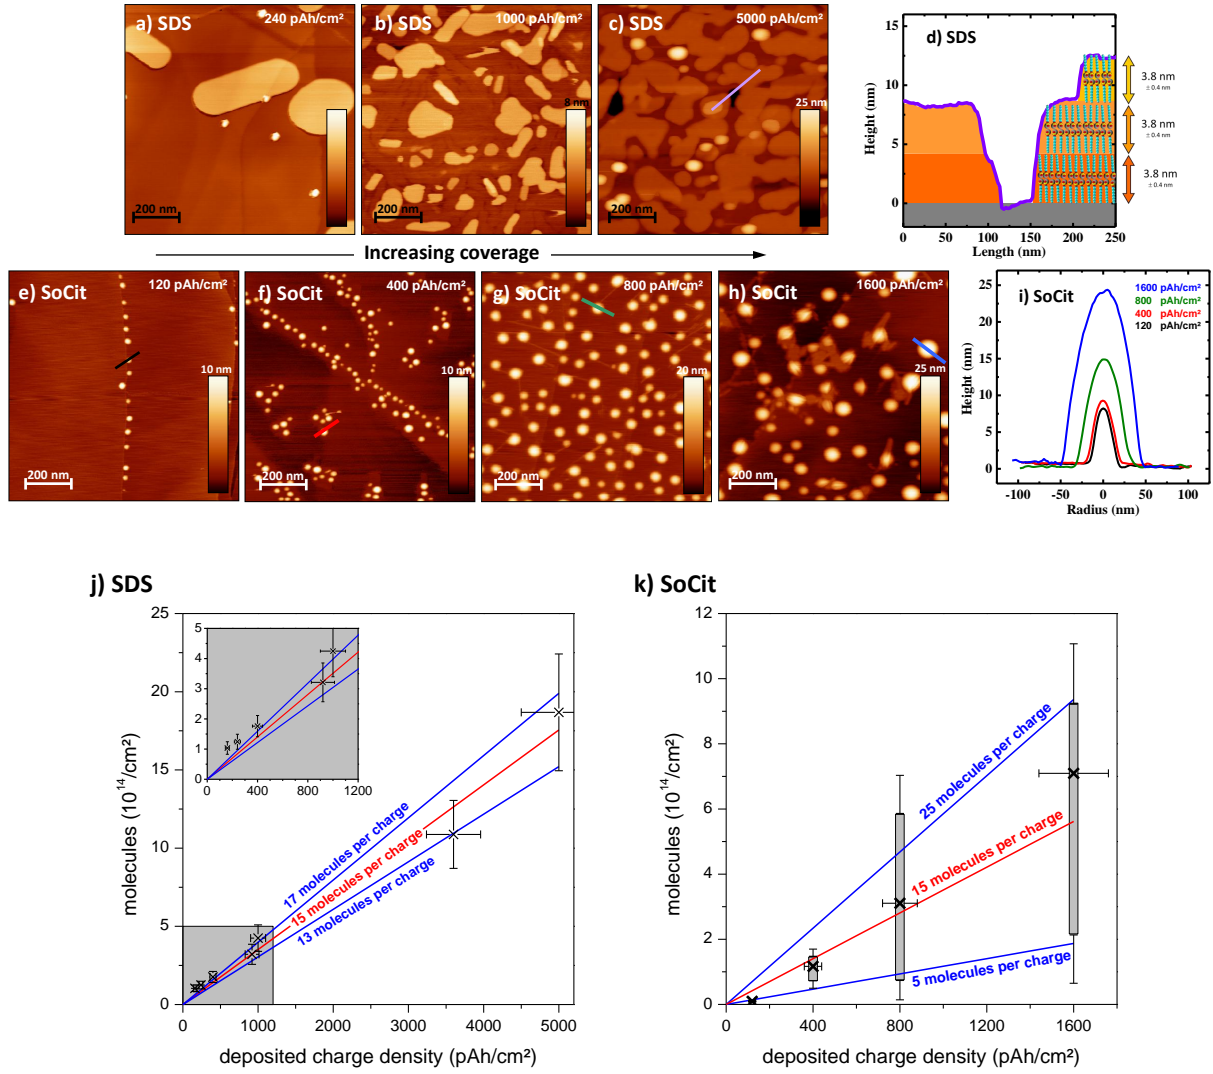 a) SDS
240 pAh/cm²
200 nm
b) SDS
1000 pAh/cm²
8 nm
200 nm
c) SDS
5000 pAh/cm²
25 nm
200 nm
d) SDS
Height (nm)
15
10
5
0
0 50 100 150 200 250
Length (nm)
3.8 nm
± 0.4 nm
3.8 nm
± 0.4 nm
3.8 nm
± 0.4 nm
Increasing coverage
e) SoCit
120 pAh/cm²
10 nm
200 nm
f) SoCit
400 pAh/cm²
10 nm
200 nm
g) SoCit
800 pAh/cm²
20 nm
200 nm
h) SoCit
1600 pAh/cm²
25 nm
200 nm
i) SoCit
1600 pAh/cm²
800 pAh/cm²
400 pAh/cm²
120 pAh/cm²
Height (nm)
25
20
15
10
5
0
-100 -50 0 50 100
Radius (nm)
j) SDS
molecules (10¹⁴/cm²)
25
20
15
10
5
0
0 1000 2000 3000 4000 5000
deposited charge density (pAh/cm²)
5
4
3
2
1
0
0 400 800 1200
17 molecules per charge
15 molecules per charge
13 molecules per charge
k) SoCit
molecules (10¹⁴/cm²)
12
10
8
6
4
2
0
0 400 800 1200 1600
deposited charge density (pAh/cm²)
25 molecules per charge
15 molecules per charge
5 molecules per charge